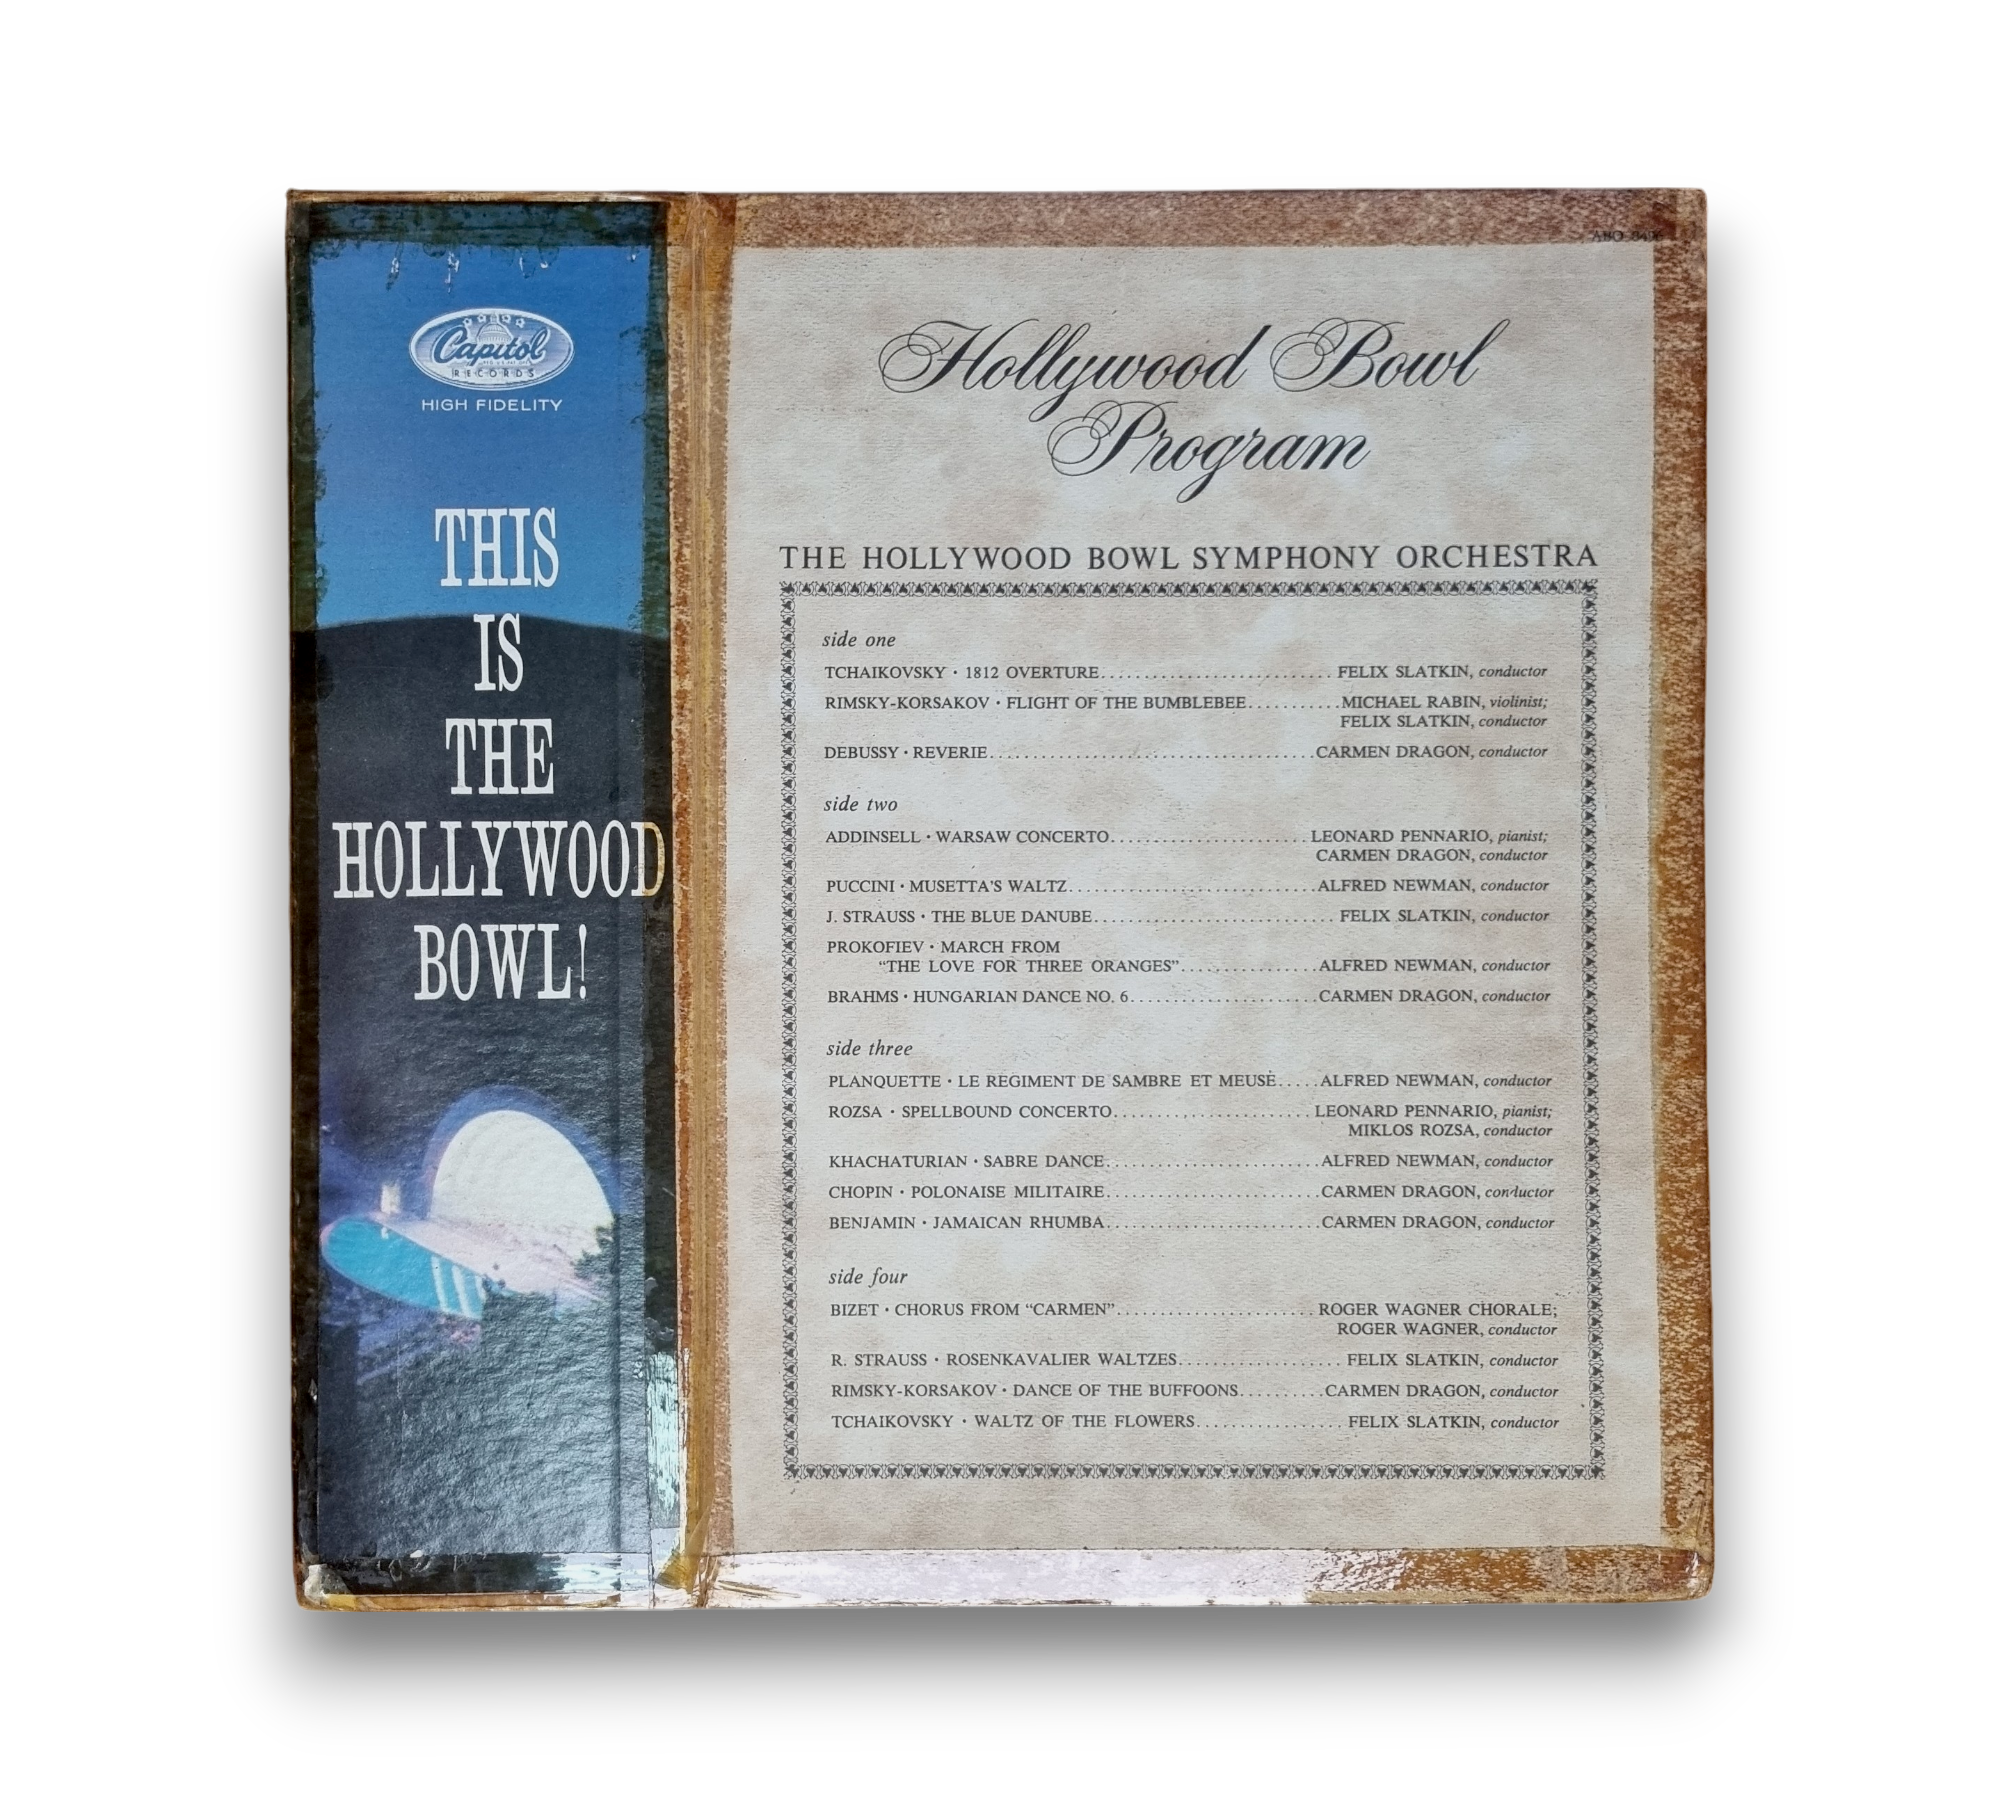 Capitol
RECORDS
HIGH FIDELITY
THIS
IS
THE
HOLLYWOOD
BOWL!
Hollywood Bowl
Program
THE HOLLYWOOD BOWL SYMPHONY ORCHESTRA
side one
TCHAIKOVSKY · 1812 OVERTURE............................ FELIX SLATKIN, conductor
RIMSKY-KORSAKOV · FLIGHT OF THE BUMBLEBEE...........MICHAEL RABIN, violinist;
FELIX SLATKIN, conductor
DEBUSSY · REVERIE........................................CARMEN DRAGON, conductor
side two
ADDINSELL · WARSAW CONCERTO.........................LEONARD PENNARIO, pianist;
CARMEN DRAGON, conductor
PUCCINI · MUSETTA'S WALTZ..............................ALFRED NEWMAN, conductor
J. STRAUSS · THE BLUE DANUBE............................. FELIX SLATKIN, conductor
PROKOFIEV · MARCH FROM
"THE LOVE FOR THREE ORANGES".................ALFRED NEWMAN, conductor
BRAHMS · HUNGARIAN DANCE NO. 6.......................CARMEN DRAGON, conductor
side three
PLANQUETTE · LE REGIMENT DE SAMBRE ET MEUSE.....ALFRED NEWMAN, conductor
ROZSA · SPELLBOUND CONCERTO.........................LEONARD PENNARIO, pianist;
MIKLOS ROZSA, conductor
KHACHATURIAN · SABRE DANCE..........................ALFRED NEWMAN, conductor
CHOPIN · POLONAISE MILITAIRE..........................CARMEN DRAGON, conductor
BENJAMIN · JAMAICAN RHUMBA..........................CARMEN DRAGON, conductor
side four
BIZET · CHORUS FROM "CARMEN"........................ROGER WAGNER CHORALE;
ROGER WAGNER, conductor
R. STRAUSS · ROSENKAVALIER WALTZES.................... FELIX SLATKIN, conductor
RIMSKY-KORSAKOV · DANCE OF THE BUFFOONS..........CARMEN DRAGON, conductor
TCHAIKOVSKY · WALTZ OF THE FLOWERS.................. FELIX SLATKIN, conductor